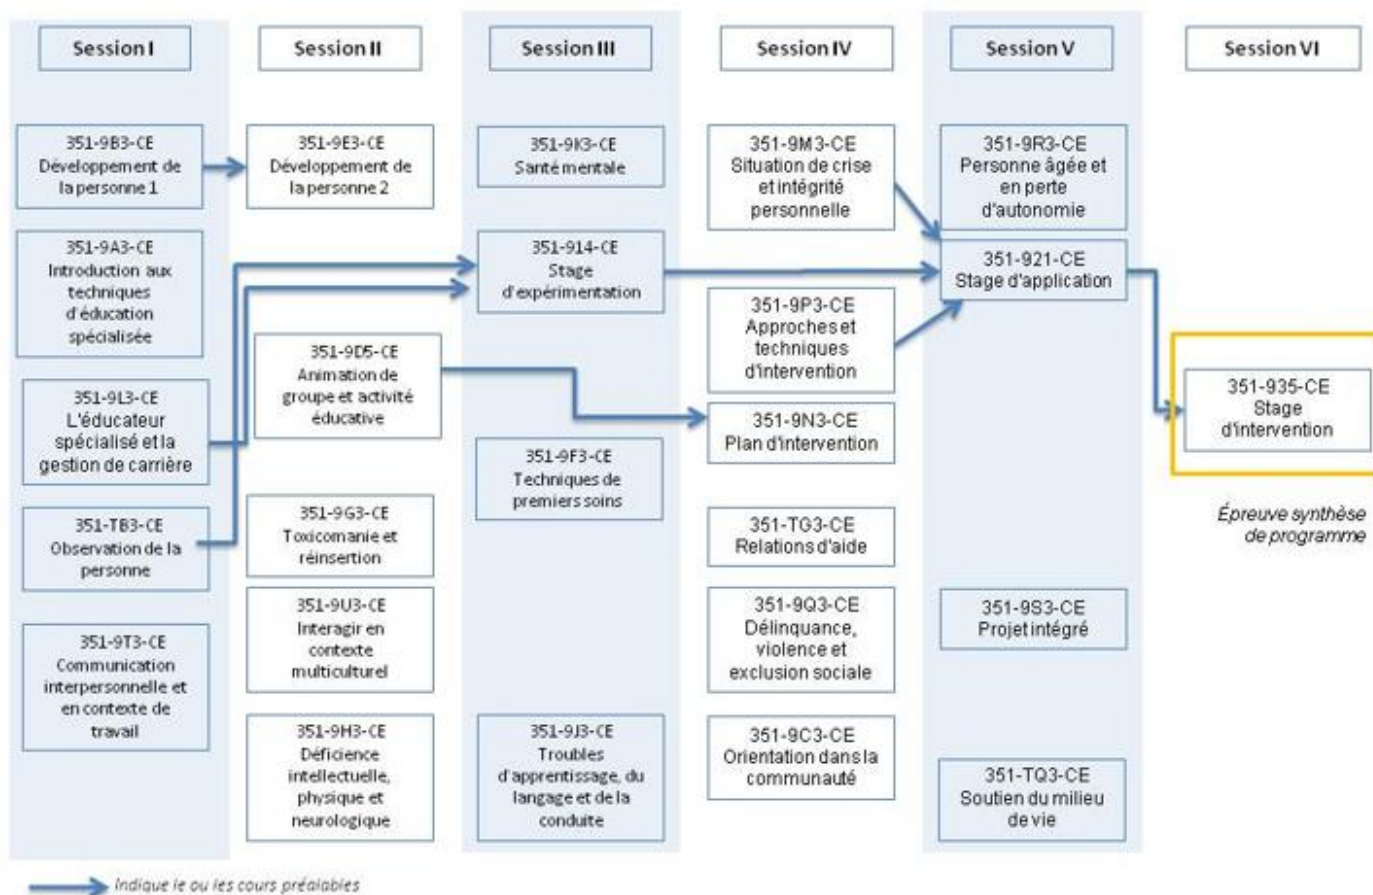 Session I
351-9B3-CE
Développement de
la personne 1
351-9A3-CE
Introduction aux
techniques
d'éducation
spécialisée
351-9L3-CE
L'éducateur
spécialisé et la
gestion de carrière
351-TB3-CE
Observation de la
personne
351-9T3-CE
Communication
interpersonnelle et
en contexte de
travail
Session II
351-9E3-CE
Développement de
la personne 2
351-9D5-CE
Animation de
groupe et activité
éducative
351-9G3-CE
Toxicomanie et
réinsertion
351-9U3-CE
Interagir en
contexte
multiculturel
351-9H3-CE
Déficience
intellectuelle,
physique et
neurologique
Session III
351-9K3-CE
Santé mentale
351-914-CE
Stage
d'expérimentation
351-9F3-CE
Techniques de
premiers soins
351-9J3-CE
Troubles
d'apprentissage, du
langage et de la
conduite
Session IV
351-9M3-CE
Situation de crise
et intégrité
personnelle
351-9P3-CE
Approches et
techniques
d'intervention
351-9N3-CE
Plan d'intervention
351-TG3-CE
Relations d'aide
351-9Q3-CE
Délinquance,
violence et
exclusion sociale
351-9C3-CE
Orientation dans la
communauté
Session V
351-9R3-CE
Personne âgée et
en perte
d'autonomie
351-921-CE
Stage d'application
351-9S3-CE
Projet intégré
351-TQ3-CE
Soutien du milieu
de vie
Session VI
351-935-CE
Stage
d'intervention
Épreuve synthèse
de programme
Indique le ou les cours préalables